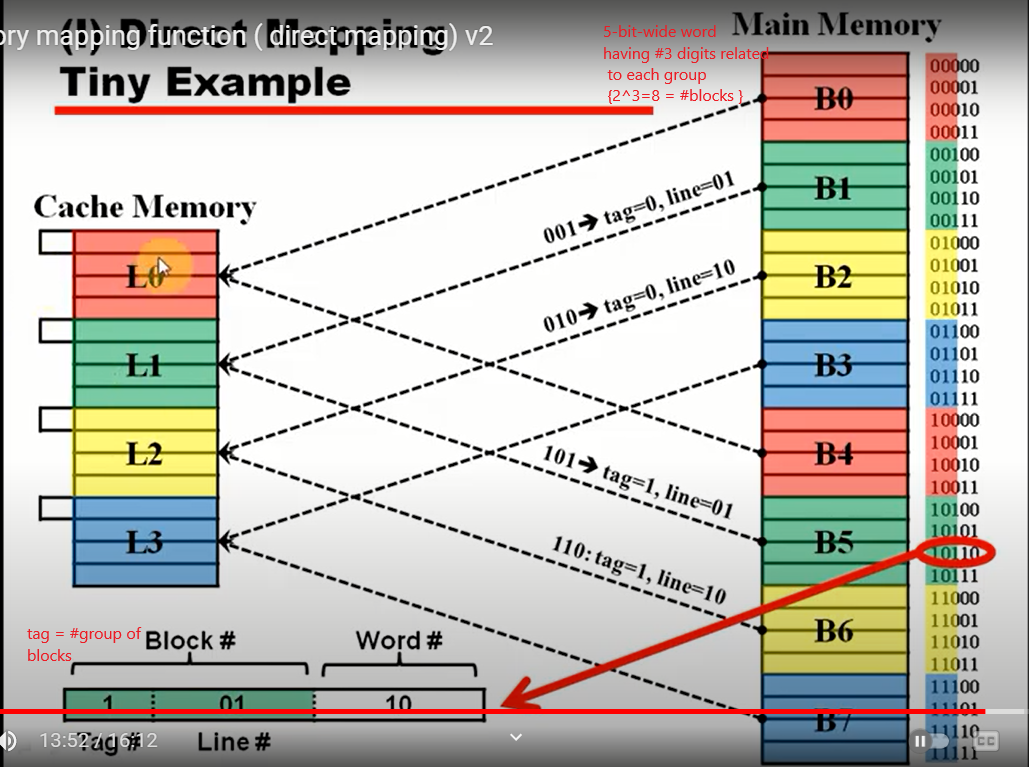 ory mapping function ( direct mapping) v2
(I) Direct Mapping
Tiny Example
5-bit-wide word
having #3 digits related
to each group
{2^3=8 = #blocks }
Main Memory
Cache Memory
L0
L1
L2
L3
001➔ tag=0, line=01
010➔ tag=0, line=10
101➔ tag=1, line=01
110: tag=1, line=10
B0
B1
B2
B3
B4
B5
B6
B7
00000
00001
00010
00011
00100
00101
00110
00111
01000
01001
01010
01011
01100
01101
01110
01111
10000
10001
10010
10011
10100
10101
10110
10111
11000
11001
11010
11011
11100
11101
11110
11111
tag = #group of
blocks
Block #
Word #
1
01
10
Tag #
Line #
13:52 / 16:12
CC